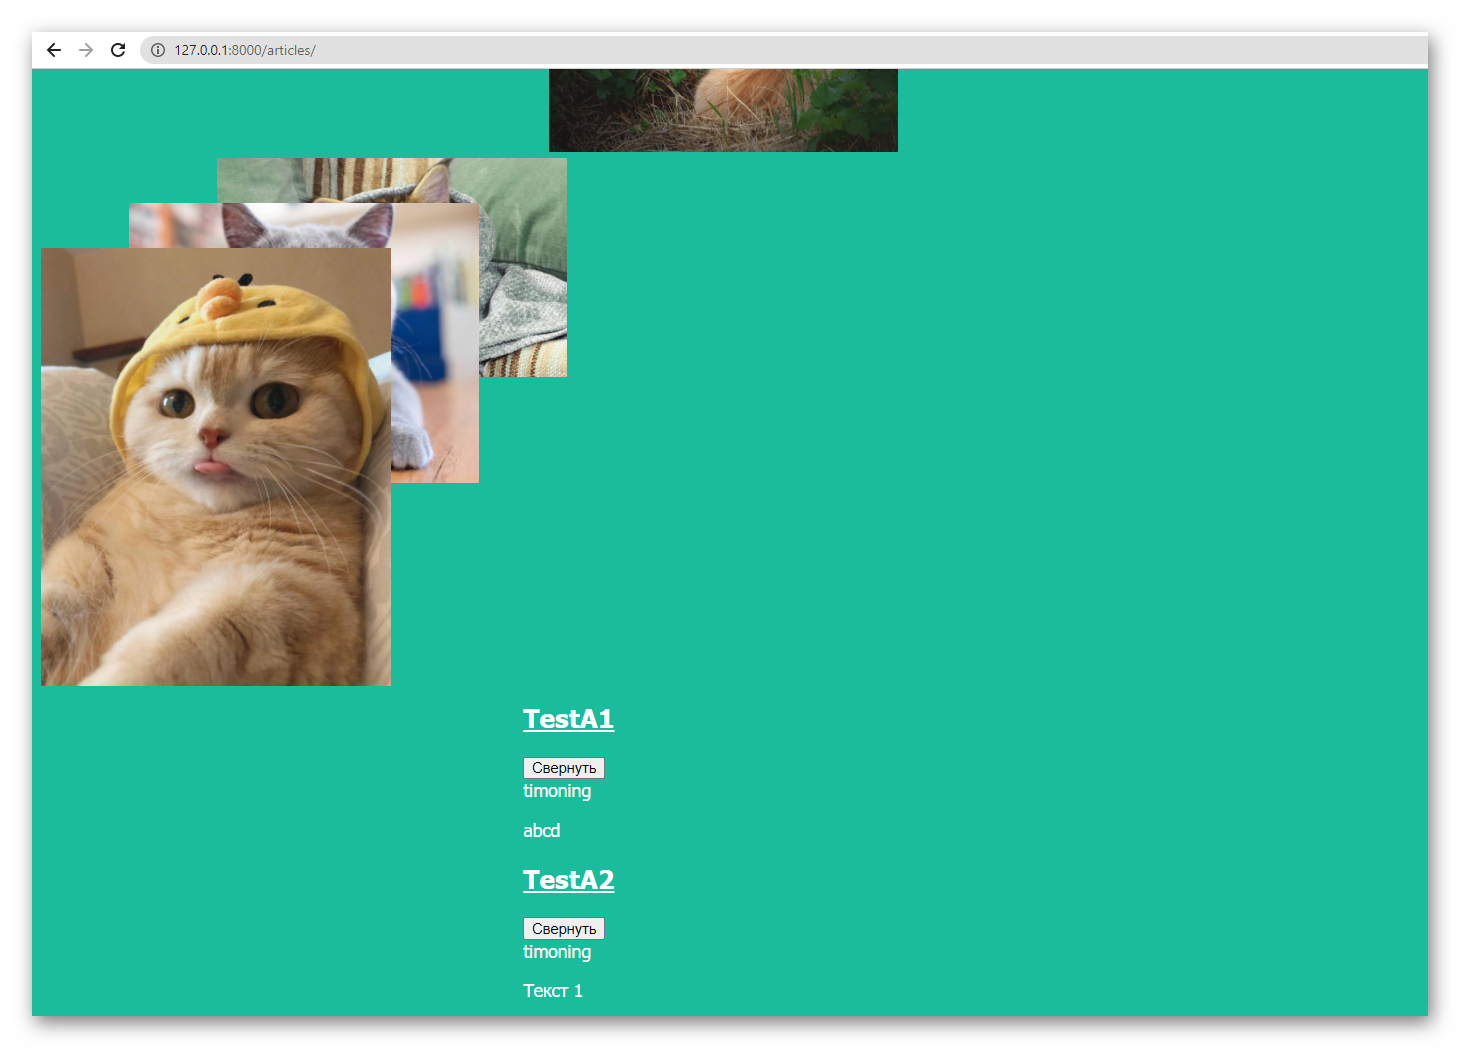 127.0.0.1:8000/articles/
TestA1
Свернуть
timoning
abcd
TestA2
Свернуть
timoning
Текст 1